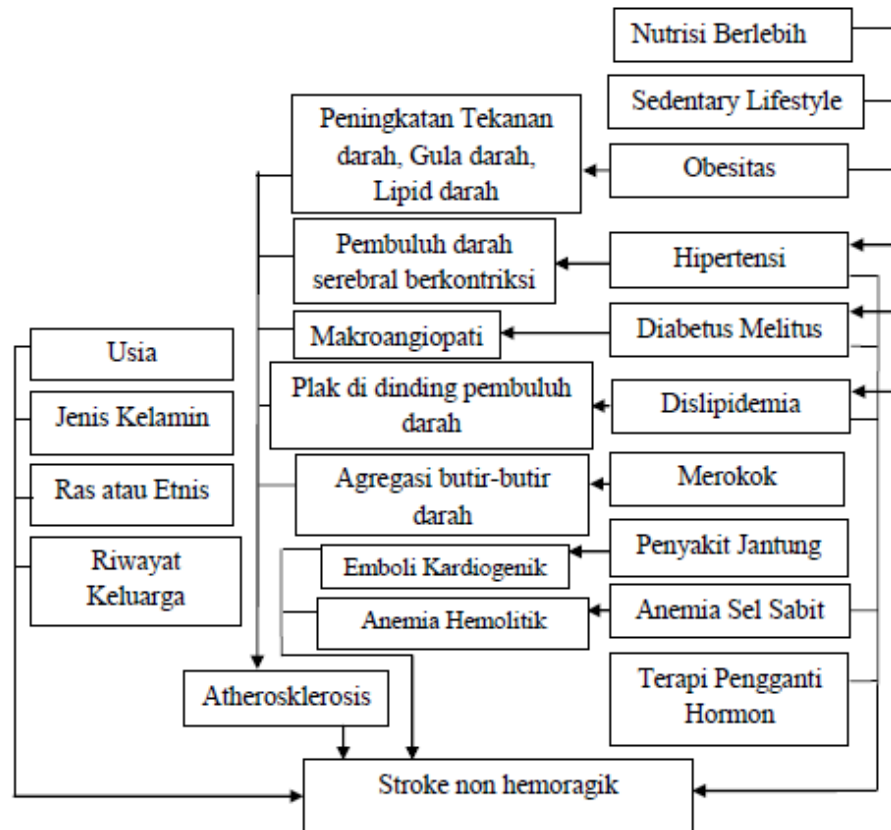 Nutrisi Berlebih
Sedentary Lifestyle
Peningkatan Tekanan
darah, Gula darah,
Lipid darah
Obesitas
Pembuluh darah
serebral berkontriksi
Hipertensi
Makroangiopati
Diabetus Melitus
Usia
Plak di dinding pembuluh
darah
Dislipidemia
Jenis Kelamin
Ras atau Etnis
Agregasi butir-butir
darah
Merokok
Riwayat
Keluarga
Emboli Kardiogenik
Penyakit Jantung
Anemia Hemolitik
Anemia Sel Sabit
Terapi Pengganti
Hormon
Atherosklerosis
Stroke non hemoragik